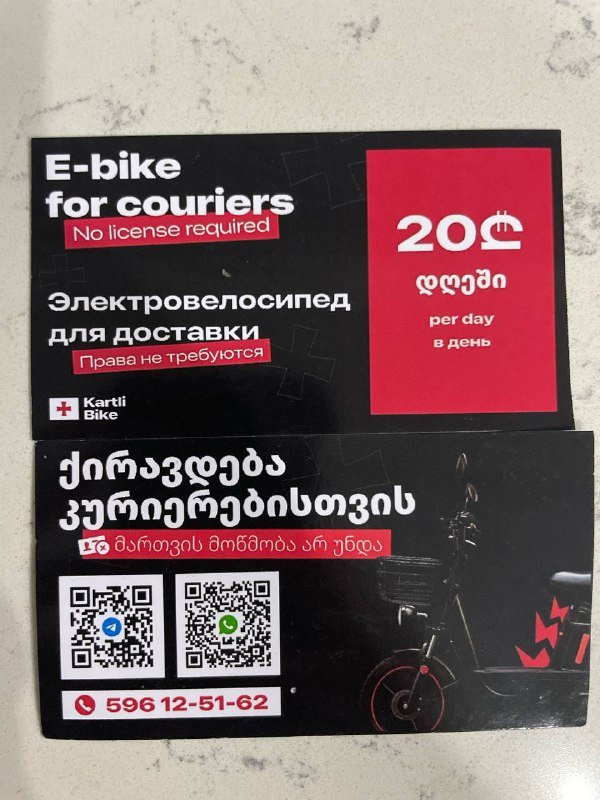 E-bike
for couriers
No license required
Электровелосипед
для доставки
Права не требуются
Kartli
Bike
20₾
დღეში
per day
в день
ქირავდება
კურიერებისთვის
მართვის მოწმობა არ უნდა
596 12-51-62